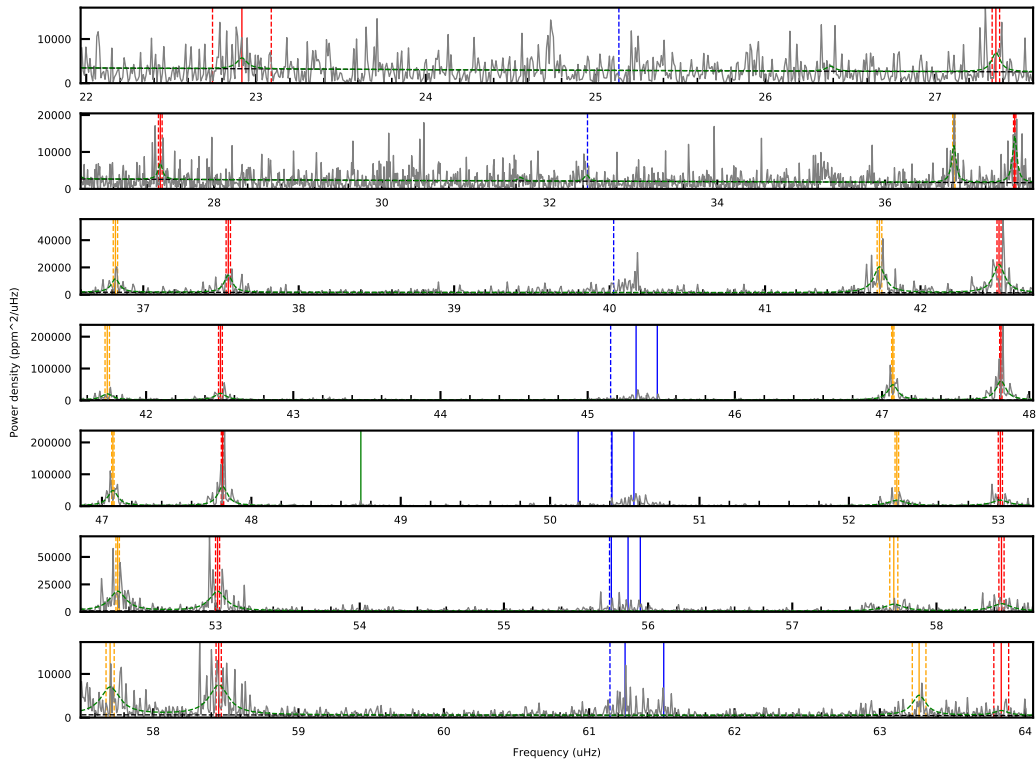 10000
0
22 23 24 25 26 27
20000
10000
0
28 30 32 34 36
40000
20000
0
37 38 39 40 41 42
200000
100000
0
42 43 44 45 46 47 48
200000
100000
0
47 48 49 50 51 52 53
50000
25000
0
53 54 55 56 57 58
10000
0
58 59 60 61 62 63 64
Power density (ppm^2/uHz)
Frequency (uHz)